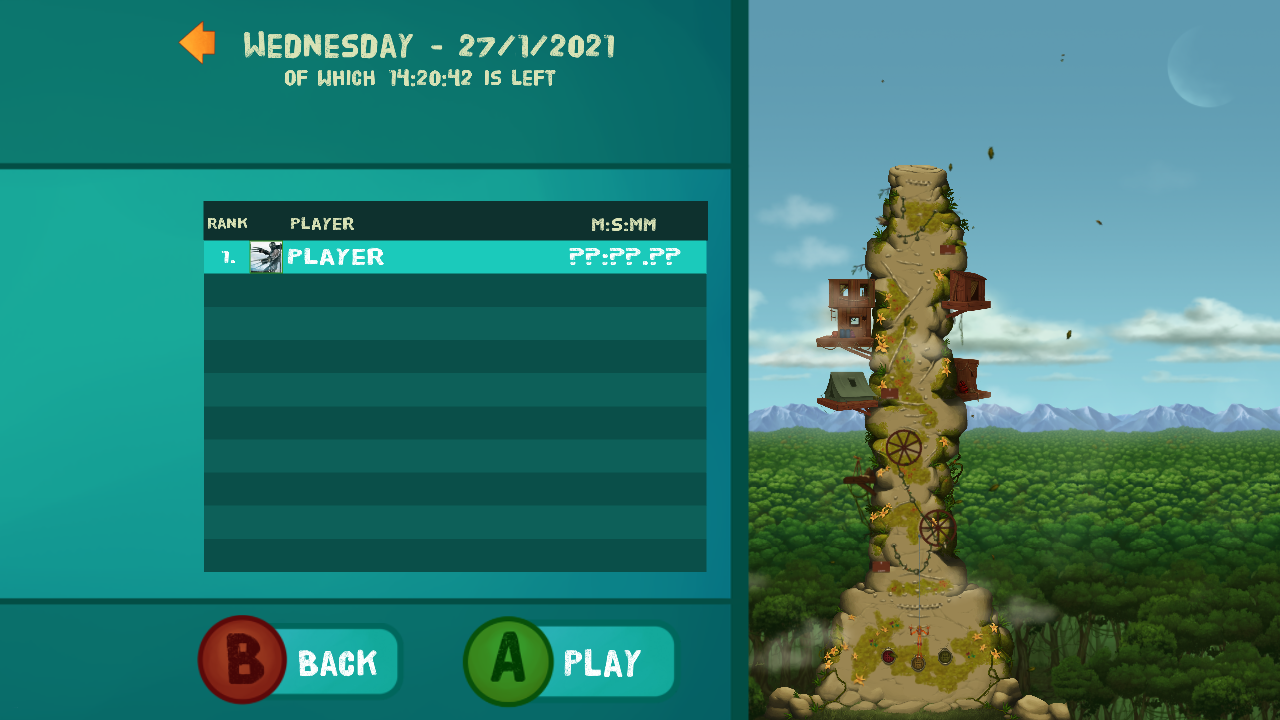 WEDNESDAY - 27/1/2021
OF WHICH 14:20:42 IS LEFT
RANK PLAYER M:S:MM
1. PLAYER ??:??.??
B BACK A PLAY